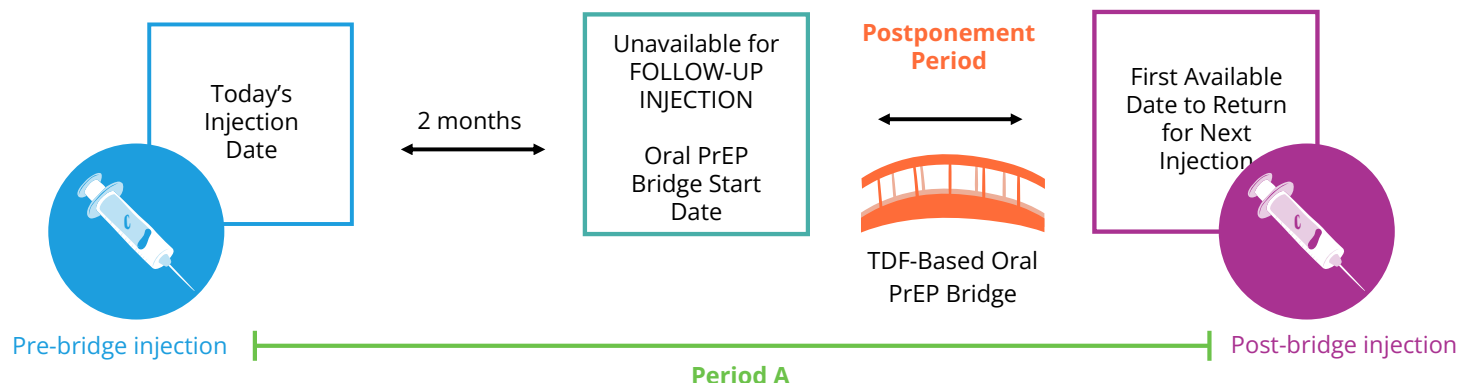 Today's
Injection
Date
2 months
Unavailable for
FOLLOW-UP
INJECTION
Oral PrEP
Bridge Start
Date
Postponement
Period
TDF-Based Oral
PrEP Bridge
First Available
Date to Return
for Next
Injection
Pre-bridge injection
Post-bridge injection
Period A